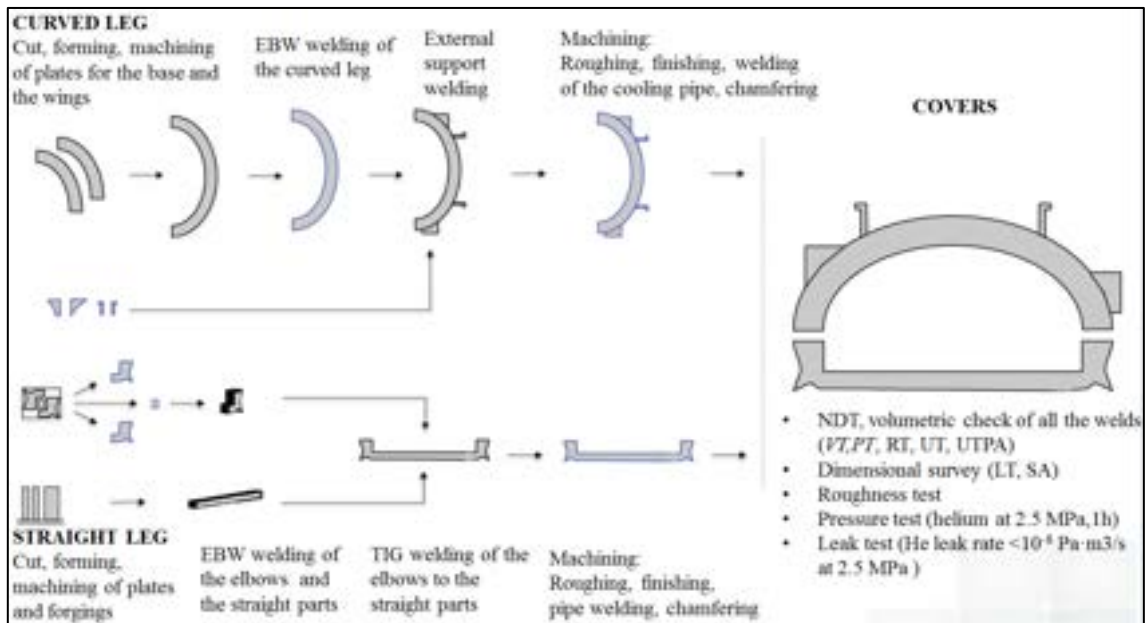 CURVED LEG
Cut, forming, machining
of plates for the base and
the wings
EBW welding of
the curved leg
External
support
welding
Machining:
Roughing, finishing, welding
of the cooling pipe, chamfering
COVERS
• NDT, volumetric check of all the welds
(VT,PT, RT, UT, UTPA)
• Dimensional survey (LT, SA)
• Roughness test
• Pressure test (helium at 2.5 MPa,1h)
• Leak test (He leak rate <10⁻⁸ Pa·m3/s
at 2.5 MPa )
STRAIGHT LEG
Cut, forming,
machining of plates
and forgings
EBW welding of
the elbows and
the straight parts
TIG welding of the
elbows to the
straight parts
Machining:
Roughing, finishing,
pipe welding, chamfering